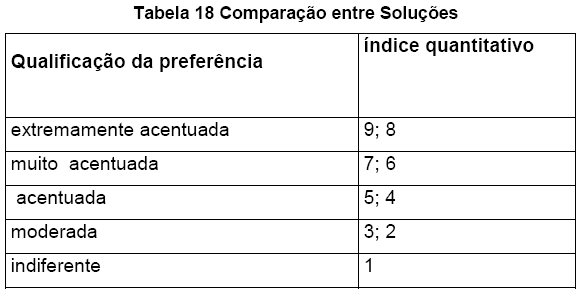 Tabela 18 Comparação entre Soluções
Qualificação da preferência
índice quantitativo
extremamente acentuada 9; 8
muito acentuada 7; 6
acentuada 5; 4
moderada 3; 2
indiferente 1